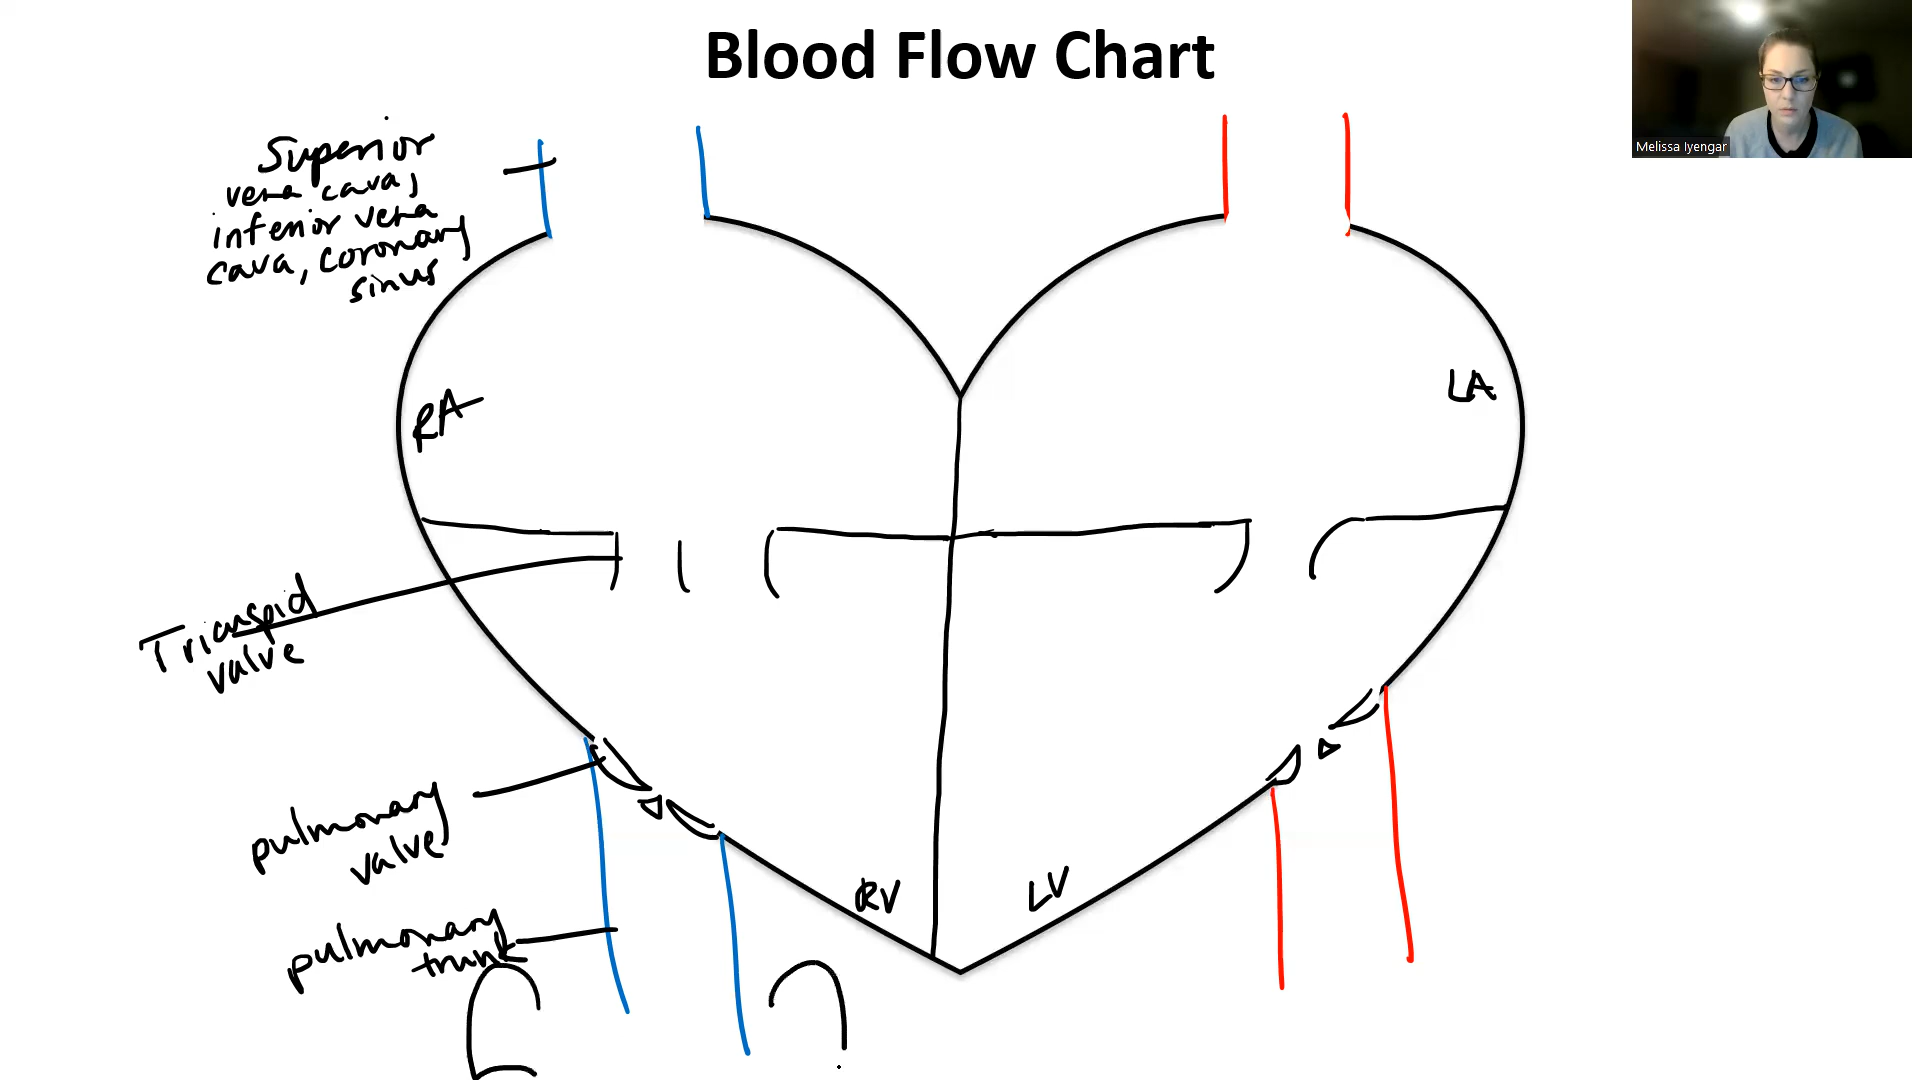 Blood Flow Chart
Melissa Iyengar
Superior
vena cava,
inferior vena
cava, coronary
sinus
RA
LA
Tricuspid
valve
pulmonary
valve
RV
LV
pulmonary
trunk